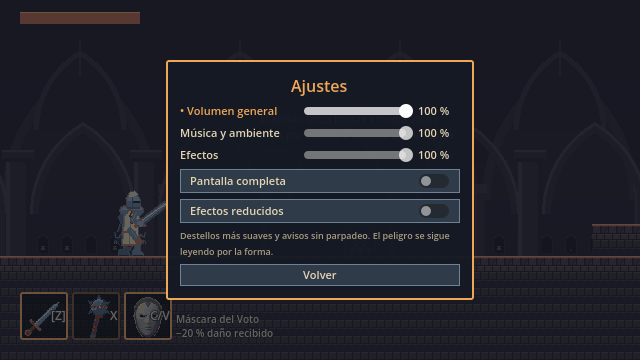 Ajustes
• Volumen general 100 %
Música y ambiente 100 %
Efectos 100 %
Pantalla completa
Efectos reducidos
Destellos más suaves y avisos sin parpadeo. El peligro se sigue
leyendo por la forma.
Volver
[Z] X C/V
Máscara del Voto
−20 % daño recibido